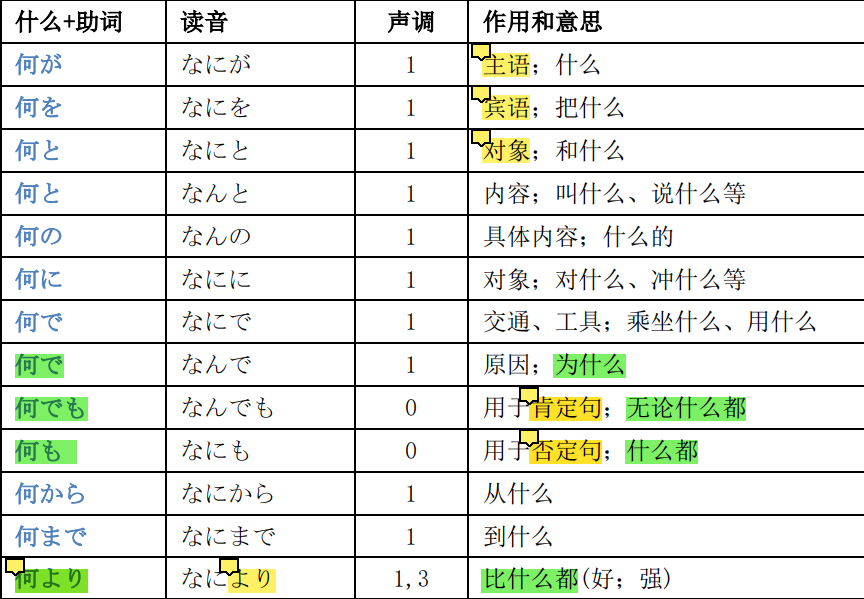 什么+助词 读音 声调 作用和意思
何が なにが 1 主语；什么
何を なにを 1 宾语；把什么
何と なにと 1 对象；和什么
何と なんと 1 内容；叫什么、说什么等
何の なんの 1 具体内容；什么的
何に なにに 1 对象；对什么、冲什么等
何で なにで 1 交通、工具；乘坐什么、用什么
何で なんで 1 原因；为什么
何でも なんでも 0 用于肯定句；无论什么都
何も なにも 0 用于否定句；什么都
何から なにから 1 从什么
何まで なにまで 1 到什么
何より なにより 1,3 比什么都(好；强)